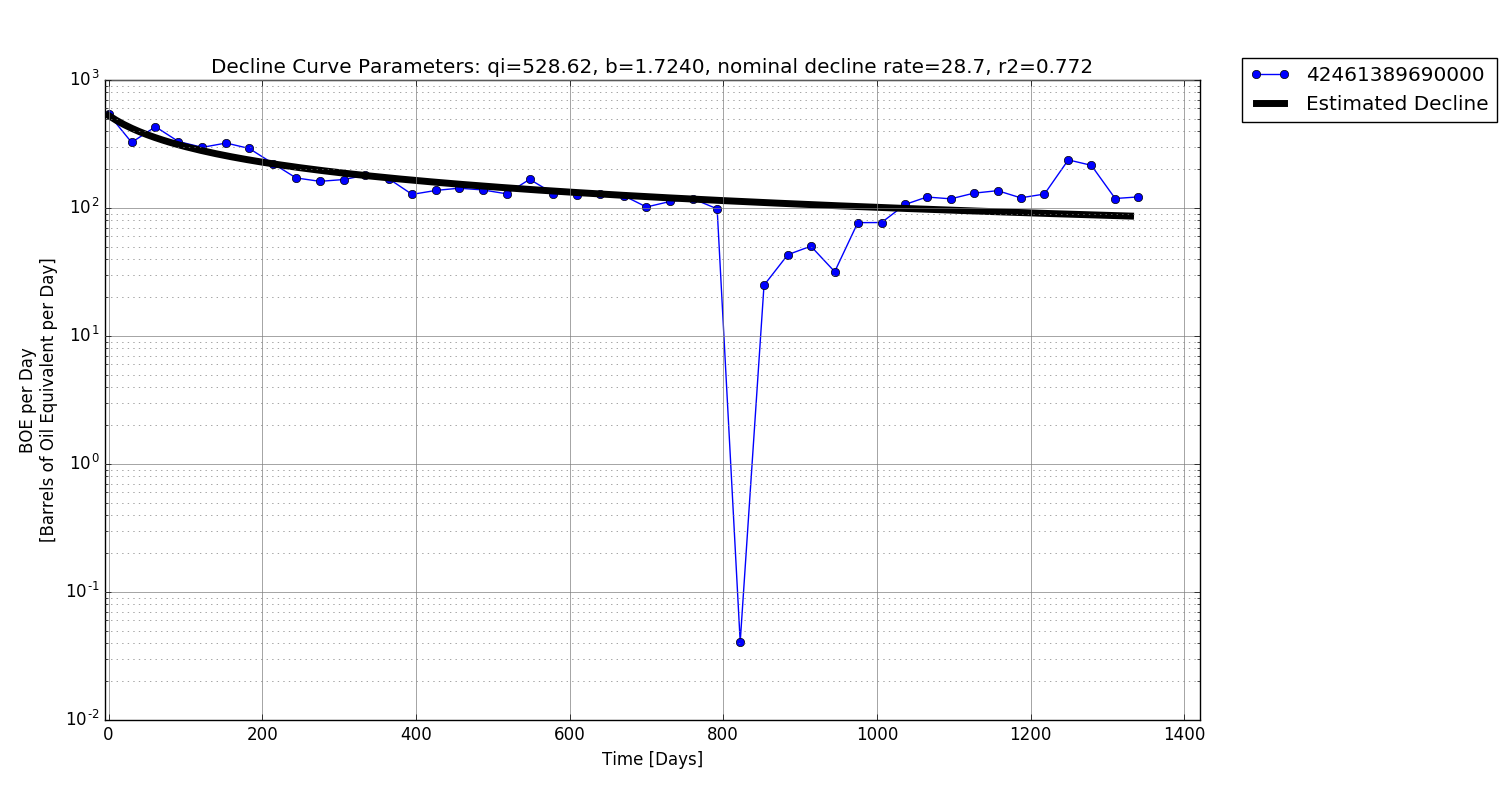 Decline Curve Parameters: qi=528.62, b=1.7240, nominal decline rate=28.7, r2=0.772
42461389690000
Estimated Decline
10^3
10^2
10^1
10^0
10^-1
10^-2
BOE per Day
[Barrels of Oil Equivalent per Day]
0 200 400 600 800 1000 1200 1400
Time [Days]